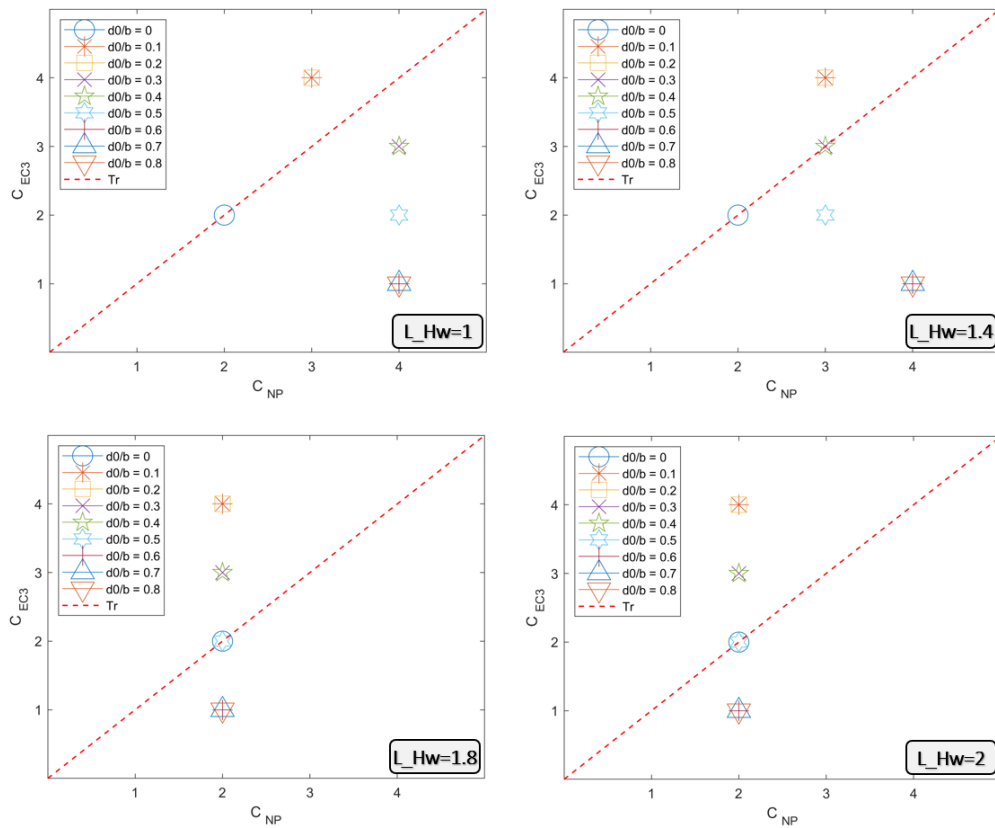 d0/b = 0
d0/b = 0.1
d0/b = 0.2
d0/b = 0.3
d0/b = 0.4
d0/b = 0.5
d0/b = 0.6
d0/b = 0.7
d0/b = 0.8
Tr
4
3
2
1
C EC3
1 2 3 4
C NP
L_Hw=1
d0/b = 0
d0/b = 0.1
d0/b = 0.2
d0/b = 0.3
d0/b = 0.4
d0/b = 0.5
d0/b = 0.6
d0/b = 0.7
d0/b = 0.8
Tr
4
3
2
1
C EC3
1 2 3 4
C NP
L_Hw=1.4
d0/b = 0
d0/b = 0.1
d0/b = 0.2
d0/b = 0.3
d0/b = 0.4
d0/b = 0.5
d0/b = 0.6
d0/b = 0.7
d0/b = 0.8
Tr
4
3
2
1
C EC3
1 2 3 4
C NP
L_Hw=1.8
d0/b = 0
d0/b = 0.1
d0/b = 0.2
d0/b = 0.3
d0/b = 0.4
d0/b = 0.5
d0/b = 0.6
d0/b = 0.7
d0/b = 0.8
Tr
4
3
2
1
C EC3
1 2 3 4
C NP
L_Hw=2